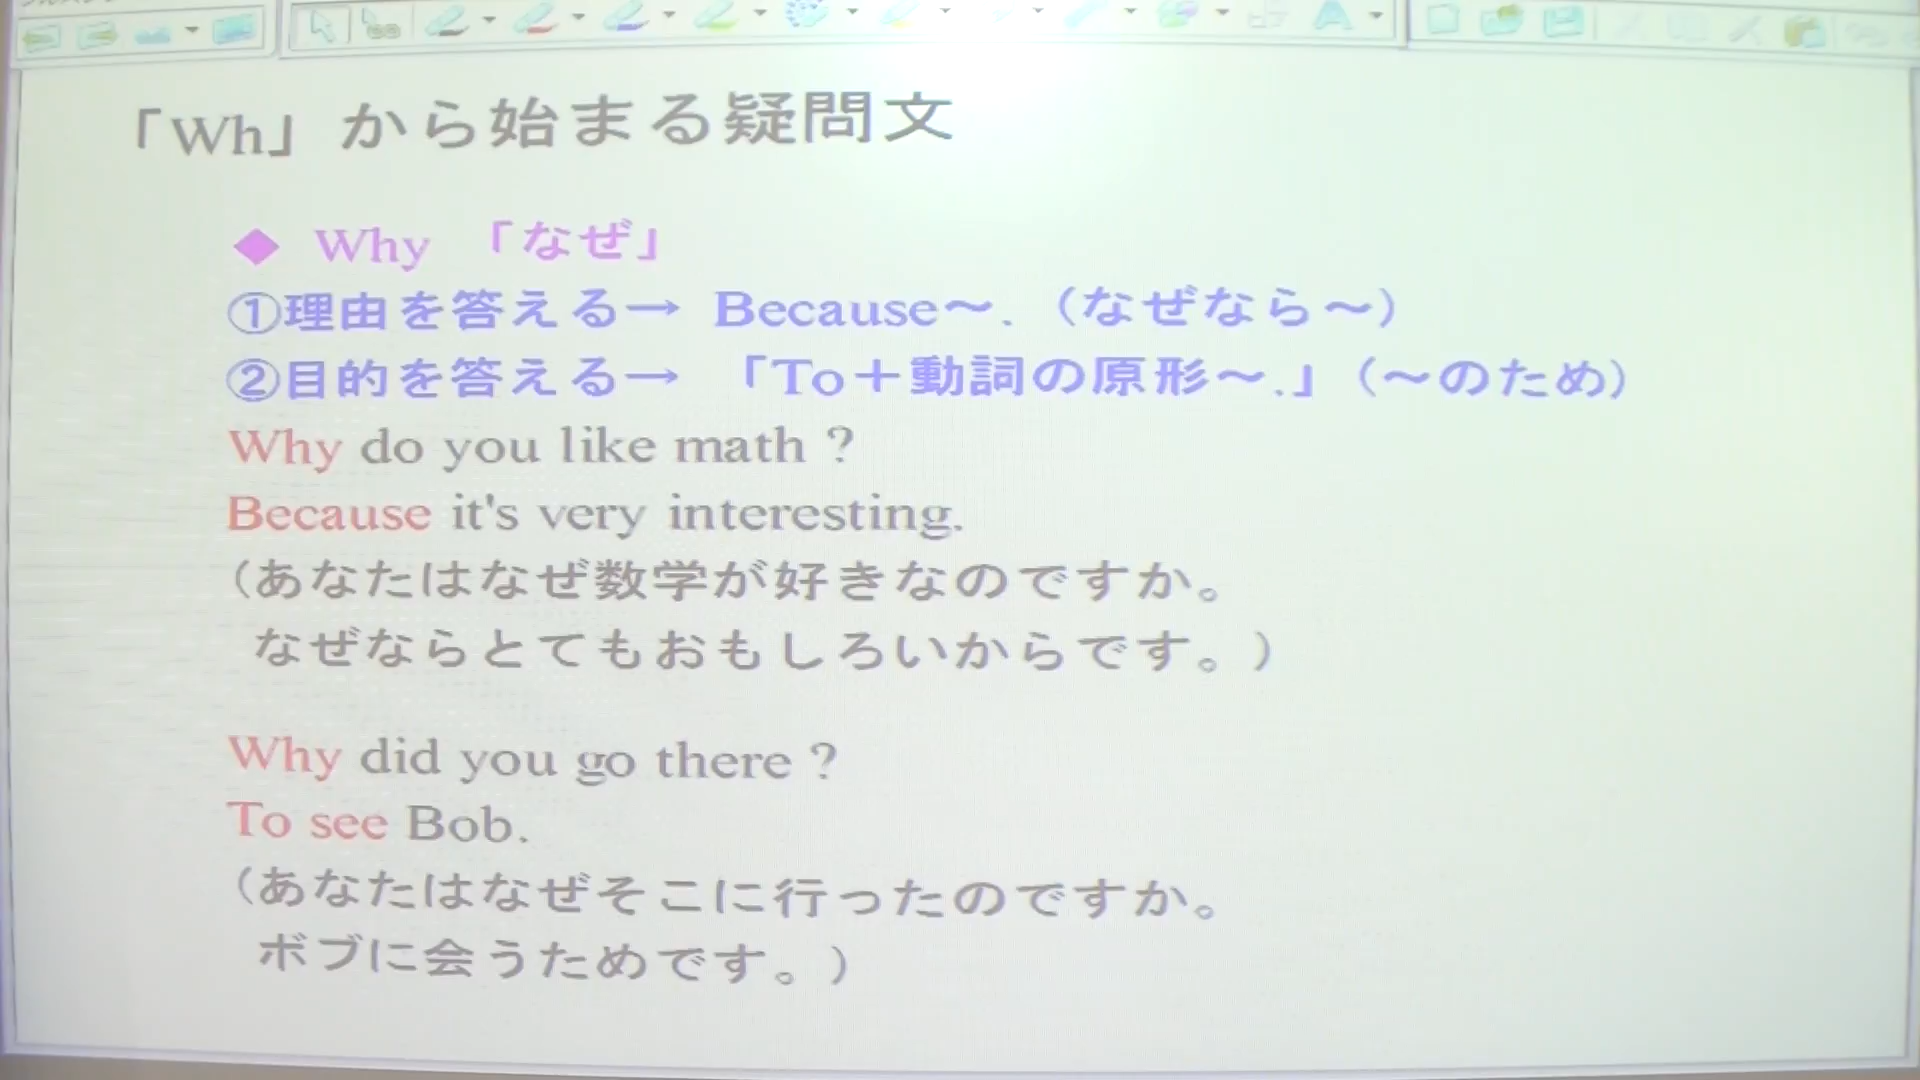 「Wh」から始まる疑問文
◆ Why 「なぜ」
①理由を答える→ Because～.（なぜなら～）
②目的を答える→ 「To＋動詞の原形～.」（～のため）
Why do you like math ?
Because it's very interesting.
（あなたはなぜ数学が好きなのですか。
なぜならとてもおもしろいからです。）
Why did you go there ?
To see Bob.
（あなたはなぜそこに行ったのですか。
ボブに会うためです。）